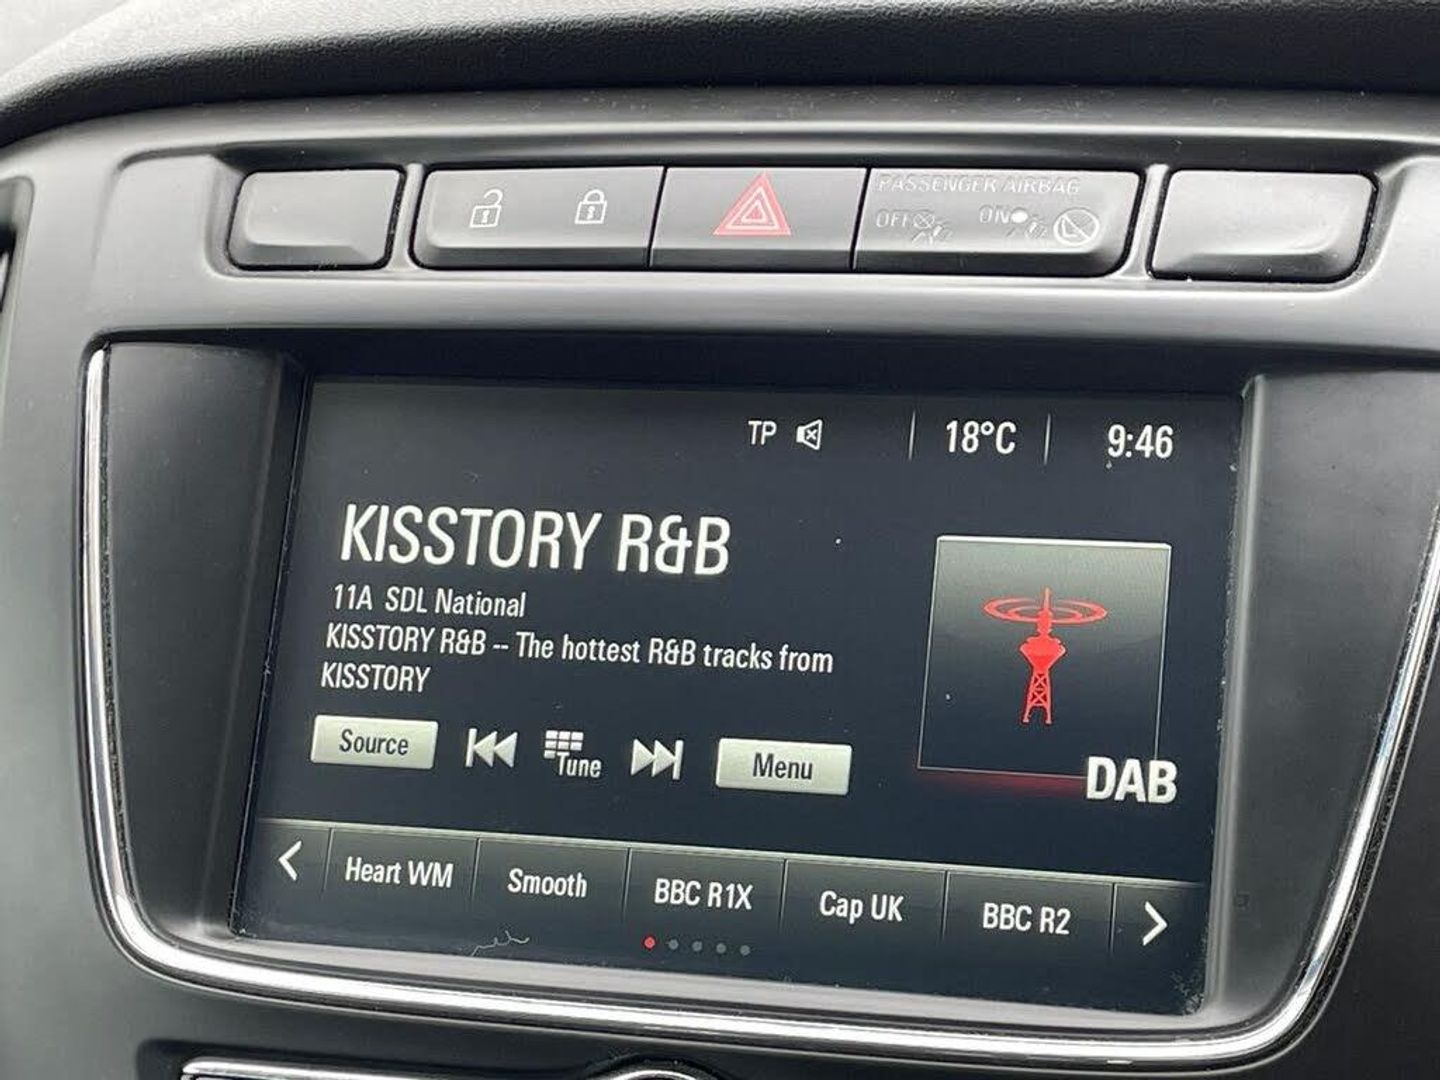 PASSENGER AIRBAG
OFF ON
TP 18°C 9:46
KISSTORY R&B
11A SDL National
KISSTORY R&B -- The hottest R&B tracks from
KISSTORY
Source Tune Menu
DAB
Heart WM Smooth BBC R1X Cap UK BBC R2